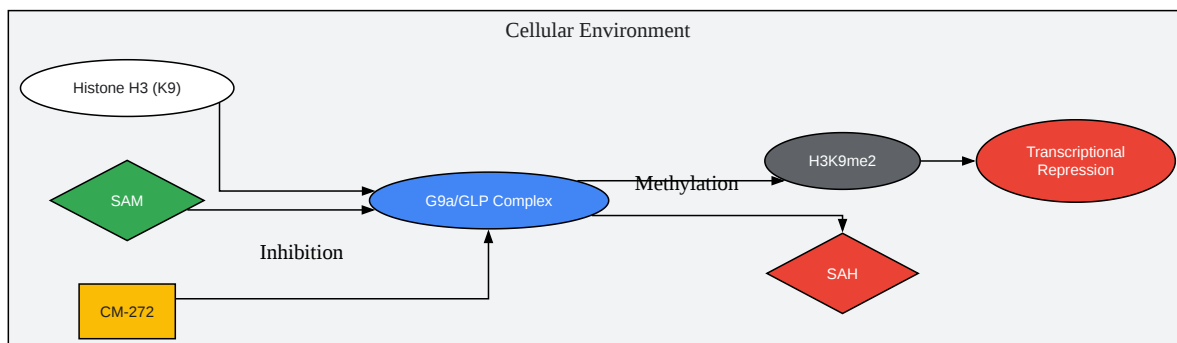 Cellular Environment
Histone H3 (K9)
SAM
Inhibition
CM-272
G9a/GLP Complex
Methylation
H3K9me2
SAH
Transcriptional
Repression